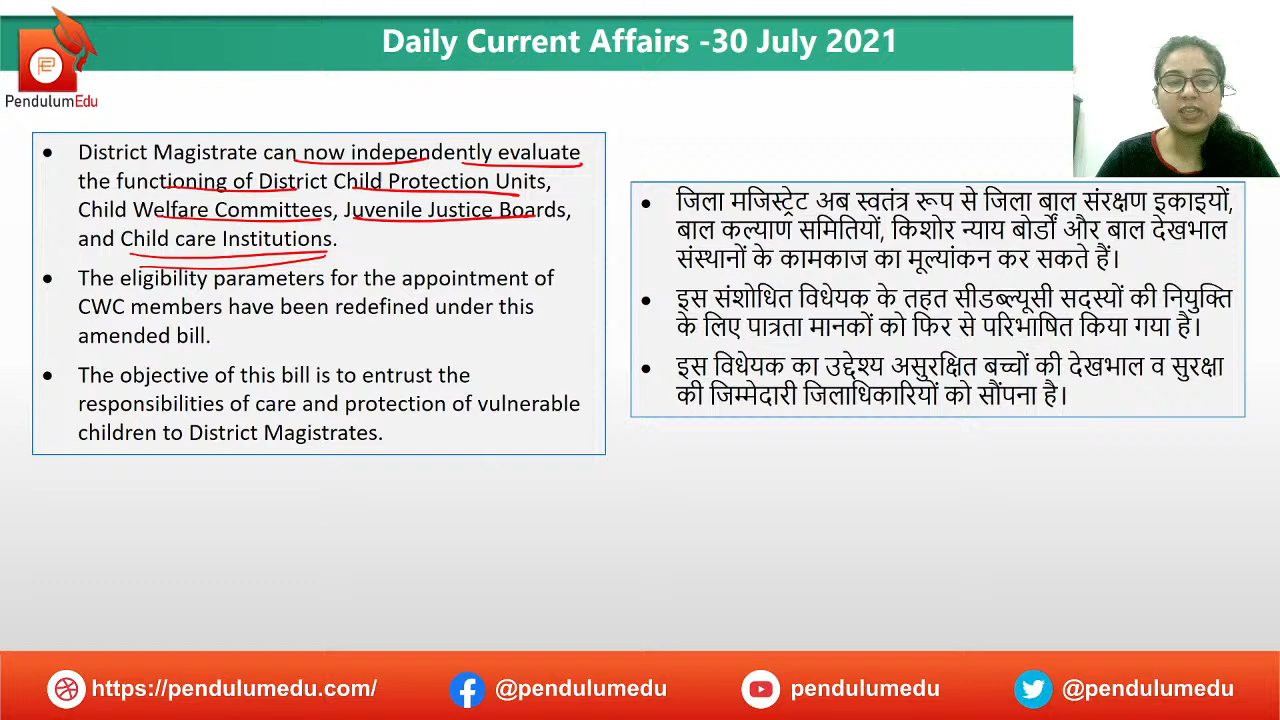 Daily Current Affairs -30 July 2021
PendulumEdu
• District Magistrate can now independently evaluate
the functioning of District Child Protection Units,
Child Welfare Committees, Juvenile Justice Boards,
and Child care Institutions.
• The eligibility parameters for the appointment of
CWC members have been redefined under this
amended bill.
• The objective of this bill is to entrust the
responsibilities of care and protection of vulnerable
children to District Magistrates.
• जिला मजिस्ट्रेट अब स्वतंत्र रूप से जिला बाल संरक्षण इकाइयों,
बाल कल्याण समितियों, किशोर न्याय बोर्डों और बाल देखभाल
संस्थानों के कामकाज का मूल्यांकन कर सकते हैं।
• इस संशोधित विधेयक के तहत सीडब्ल्यूसी सदस्यों की नियुक्ति
के लिए पात्रता मानकों को फिर से परिभाषित किया गया है।
• इस विधेयक का उद्देश्य असुरक्षित बच्चों की देखभाल व सुरक्षा
की जिम्मेदारी जिलाधिकारियों को सौंपना है।
https://pendulumedu.com/
@pendulumedu
pendulumedu
@pendulumedu